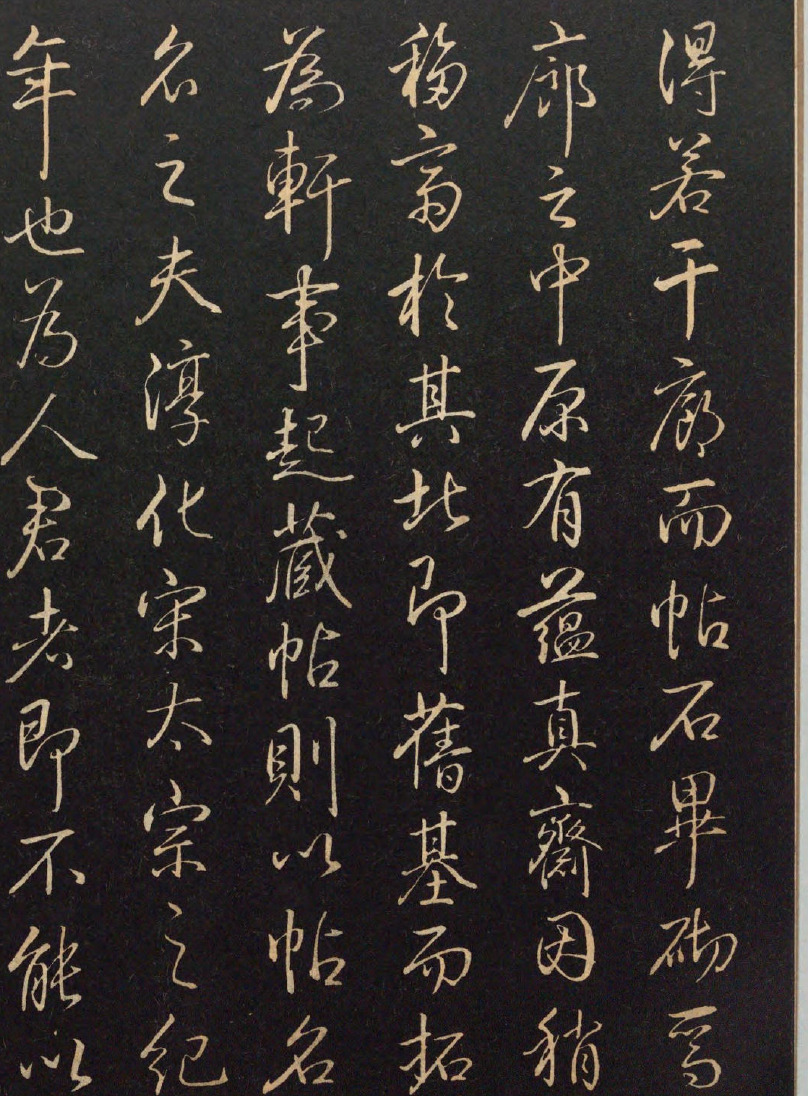 得若干廊而帖石畢砌焉
廊之中原有蘊真齋因稍
移齋於其北即舊基而拓
為軒事起藏帖則以帖名
名之夫淳化宋太宗之紀
年也為人君者即不能以